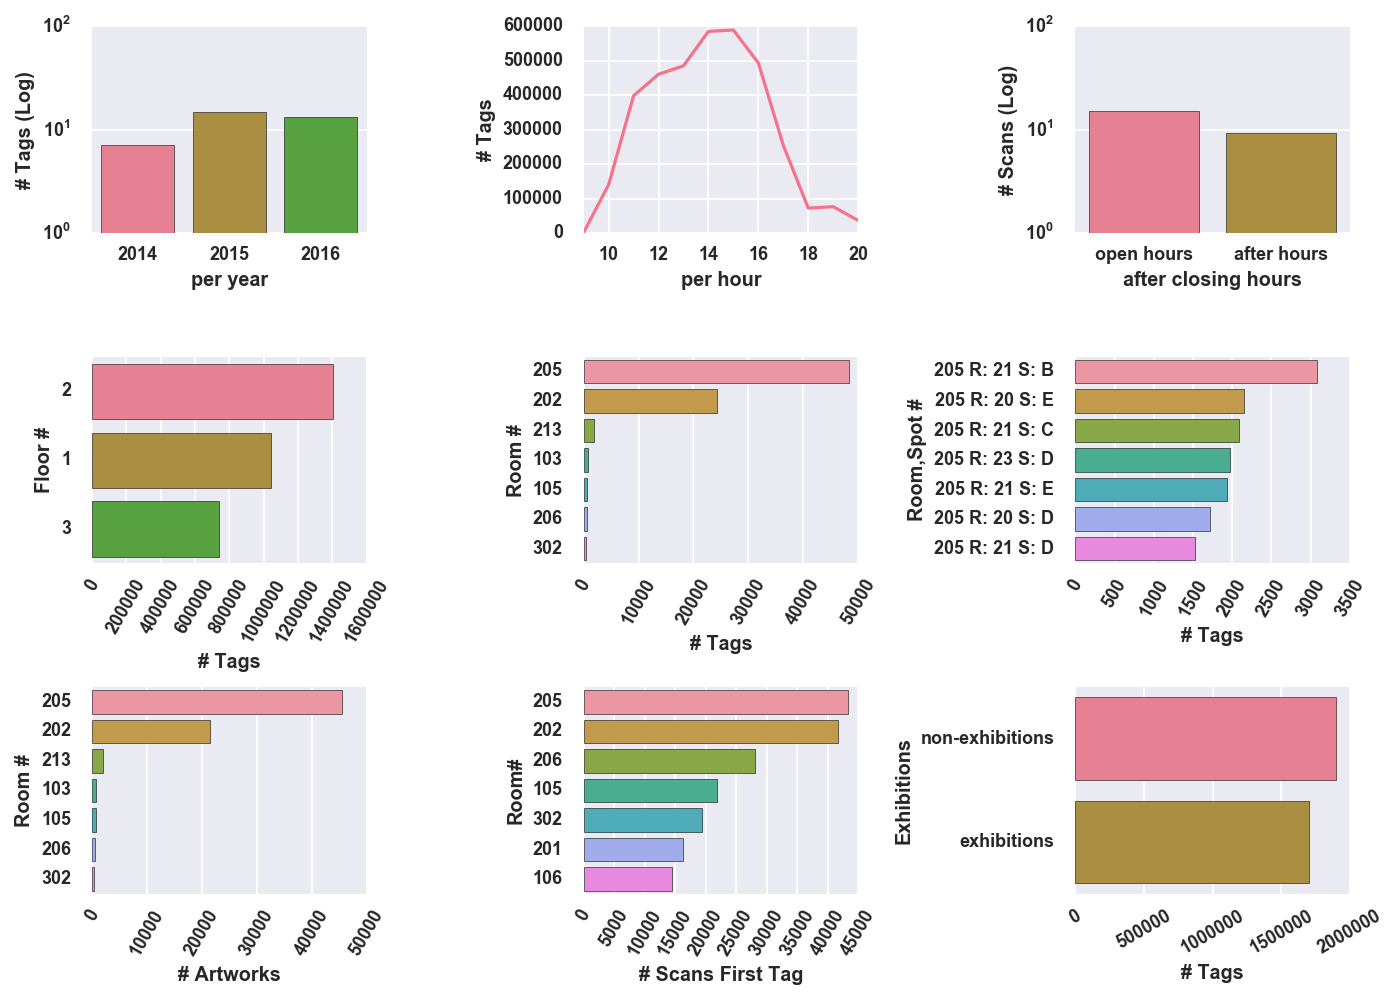 10²
10¹
10⁰
# Tags (Log)
2014 2015 2016
per year
600000
500000
400000
300000
200000
100000
0
# Tags
10 12 14 16 18 20
per hour
10²
10¹
10⁰
# Scans (Log)
open hours after hours
after closing hours
2
1
3
Floor #
0 200000 400000 600000 800000 1000000 1200000 1400000 1600000
# Tags
205
202
213
103
105
206
302
Room #
0 10000 20000 30000 40000 50000
# Tags
205 R: 21 S: B
205 R: 20 S: E
205 R: 21 S: C
205 R: 23 S: D
205 R: 21 S: E
205 R: 20 S: D
205 R: 21 S: D
Room,Spot #
0 500 1000 1500 2000 2500 3000 3500
# Tags
205
202
213
103
105
206
302
Room #
0 10000 20000 30000 40000 50000
# Artworks
205
202
206
105
302
201
106
Room#
0 5000 10000 15000 20000 25000 30000 35000 40000 45000
# Scans First Tag
non-exhibitions
exhibitions
Exhibitions
0 500000 1000000 1500000 2000000
# Tags